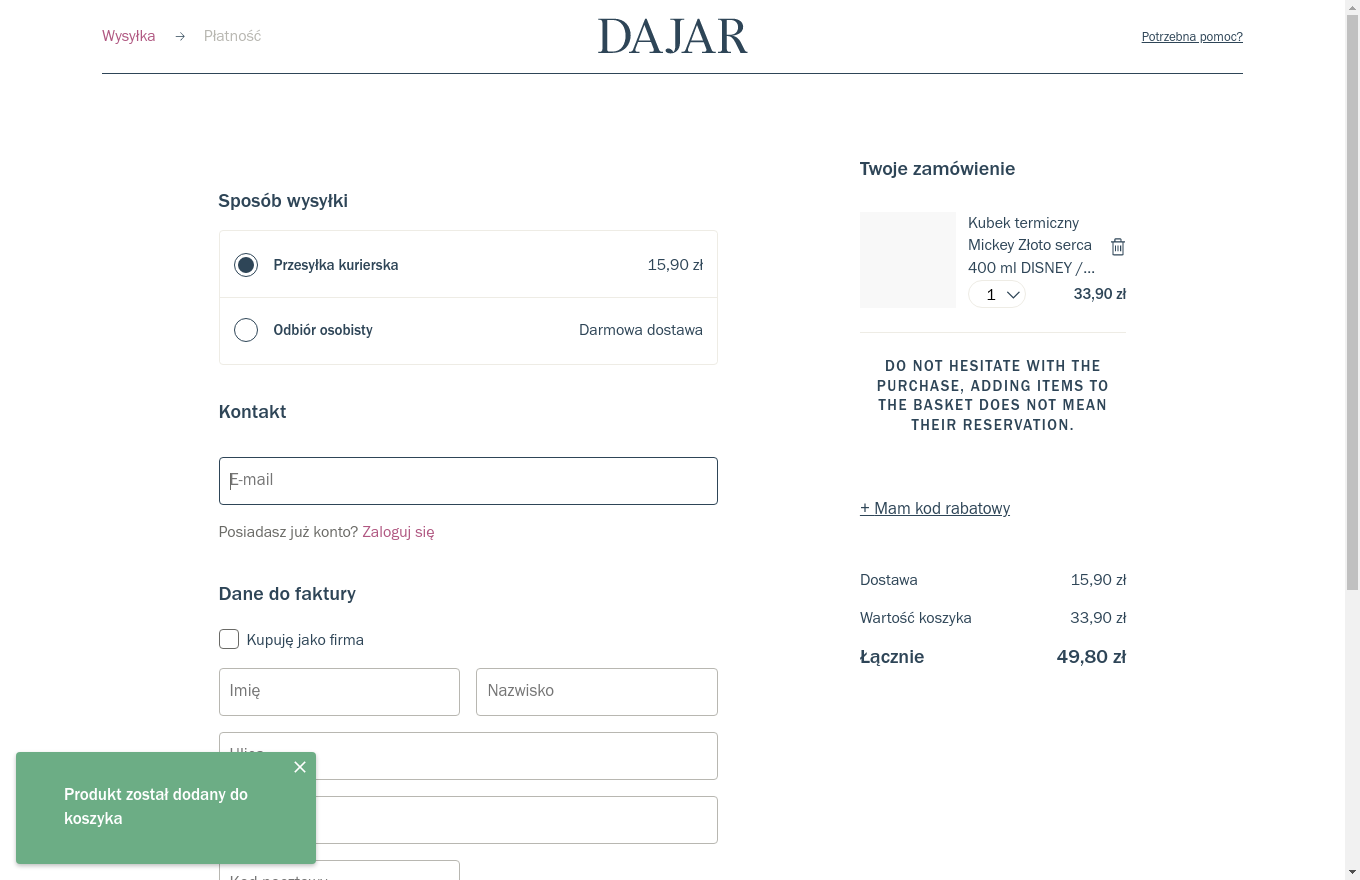 Wysyłka
Płatność
DAJAR
Potrzebna pomoc?
Sposób wysyłki
Przesyłka kurierska 15,90 zł
Odbiór osobisty Darmowa dostawa
Kontakt
E-mail
Posiadasz już konto? Zaloguj się
Dane do faktury
Kupuję jako firma
Imię
Nazwisko
Produkt został dodany do
koszyka
Twoje zamówienie
Kubek termiczny
Mickey Złoto serca
400 ml DISNEY /...
1
33,90 zł
DO NOT HESITATE WITH THE
PURCHASE, ADDING ITEMS TO
THE BASKET DOES NOT MEAN
THEIR RESERVATION.
+ Mam kod rabatowy
Dostawa 15,90 zł
Wartość koszyka 33,90 zł
Łącznie 49,80 zł